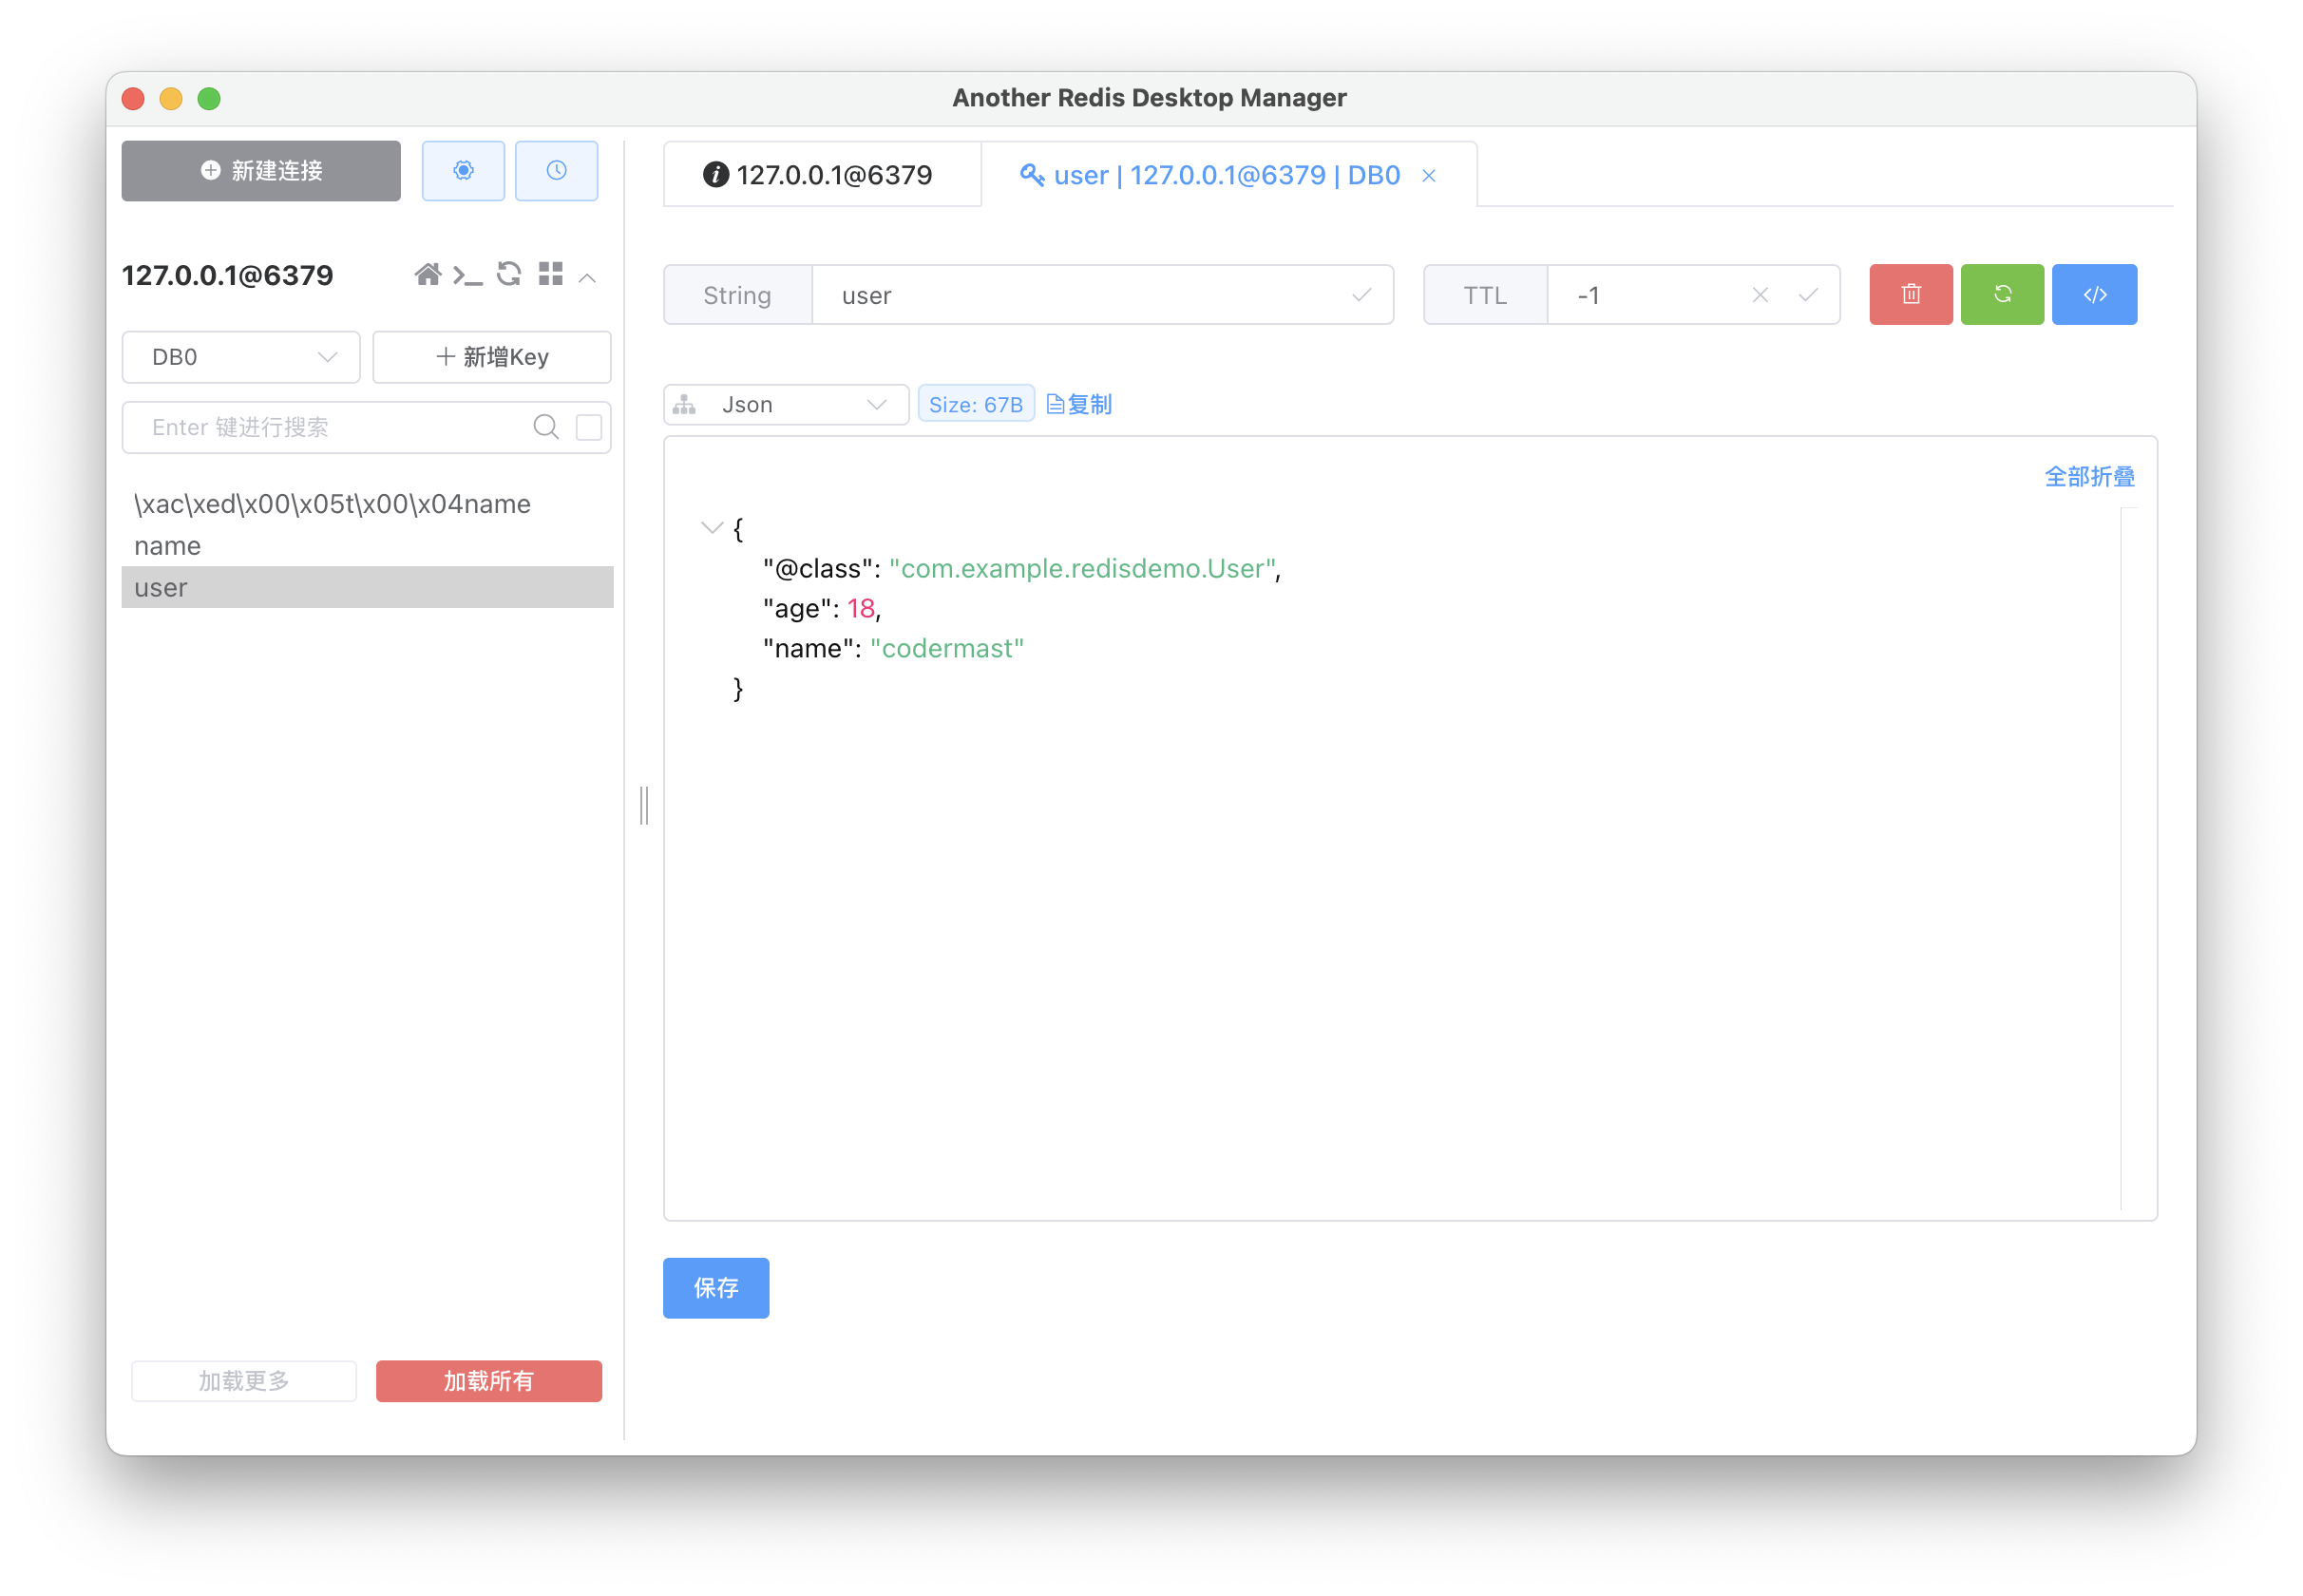 Another Redis Desktop Manager
新建连接
127.0.0.1@6379
DB0
新增Key
Enter 键进行搜索
\xac\xed\x00\x05t\x00\x04name
name
user
加载更多
加载所有
127.0.0.1@6379
user | 127.0.0.1@6379 | DB0
String
user
TTL
-1
Json
Size: 67B
复制
全部折叠
{
"@class": "com.example.redisdemo.User",
"age": 18,
"name": "codermast"
}
保存